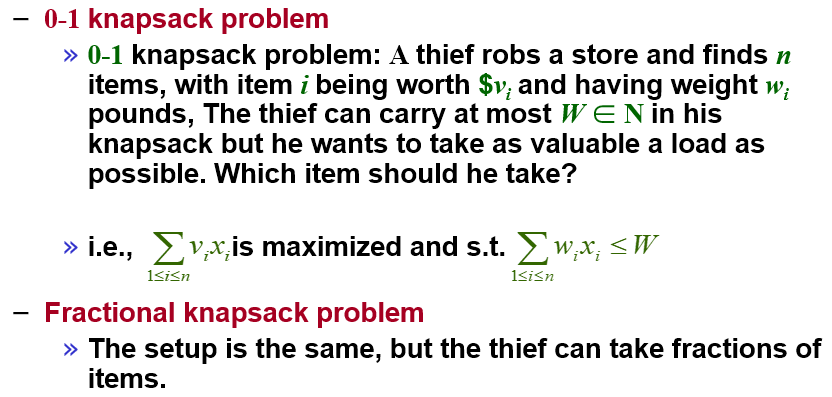 – 0-1 knapsack problem
» 0-1 knapsack problem: A thief robs a store and finds n
items, with item i being worth $vᵢ and having weight wᵢ
pounds, The thief can carry at most W ∈ N in his
knapsack but he wants to take as valuable a load as
possible. Which item should he take?
» i.e., ∑ vᵢxᵢ is maximized and s.t. ∑ wᵢxᵢ ≤ W
1≤i≤n 1≤i≤n
– Fractional knapsack problem
» The setup is the same, but the thief can take fractions of
items.